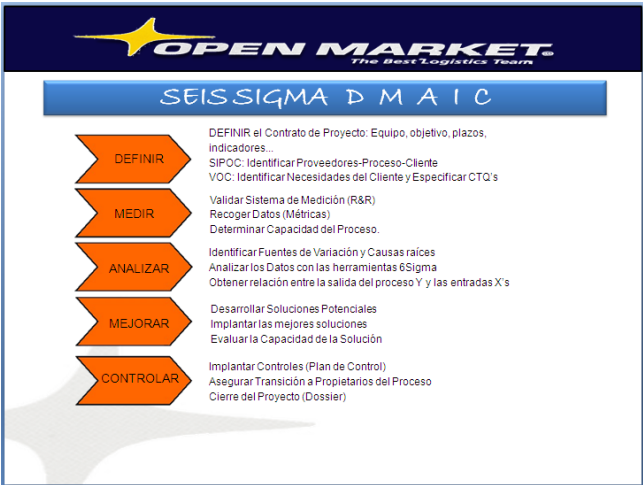 OPEN MARKET.
The Best Logistics Team
SEIS SIGMA D M A I C
DEFINIR
DEFINIR el Contrato de Proyecto: Equipo, objetivo, plazos,
indicadores...
SIPOC: Identificar Proveedores-Proceso-Cliente
VOC: Identificar Necesidades del Cliente y Especificar CTQ's
MEDIR
Validar Sistema de Medición (R&R)
Recoger Datos (Métricas)
Determinar Capacidad del Proceso.
ANALIZAR
Identificar Fuentes de Variación y Causas raíces
Analizar los Datos con las herramientas 6Sigma
Obtener relación entre la salida del proceso Y y las entradas X's
MEJORAR
Desarrollar Soluciones Potenciales
Implantar las mejores soluciones
Evaluar la Capacidad de la Solución
CONTROLAR
Implantar Controles (Plan de Control)
Asegurar Transición a Propietarios del Proceso
Cierre del Proyecto (Dossier)